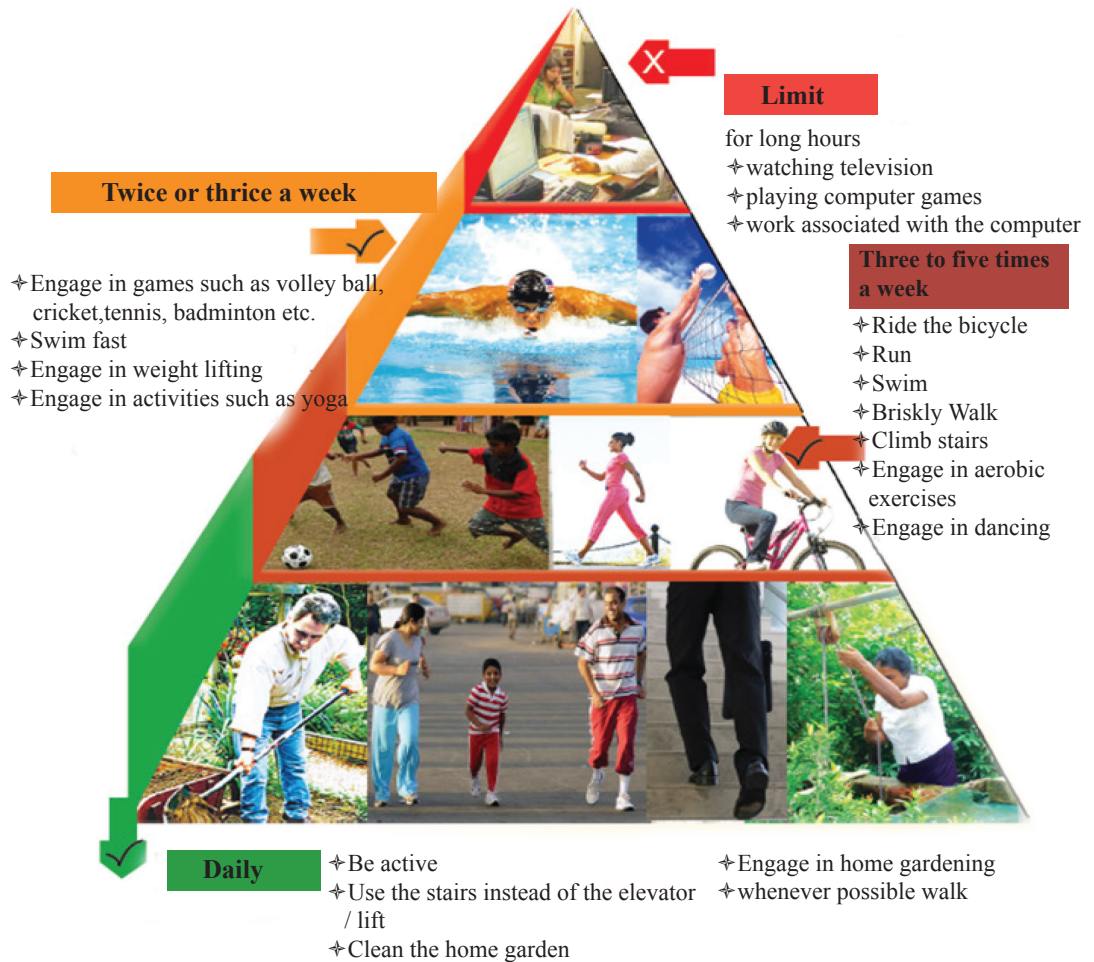 Limit
for long hours
✧watching television
✧playing computer games
✧work associated with the computer
Twice or thrice a week
✧Engage in games such as volley ball,
cricket,tennis, badminton etc.
✧Swim fast
✧Engage in weight lifting
✧Engage in activities such as yoga
Three to five times
a week
✧Ride the bicycle
✧Run
✧Swim
✧Briskly Walk
✧Climb stairs
✧Engage in aerobic
exercises
✧Engage in dancing
Daily
✧Be active
✧Use the stairs instead of the elevator
/ lift
✧Clean the home garden
✧Engage in home gardening
✧whenever possible walk